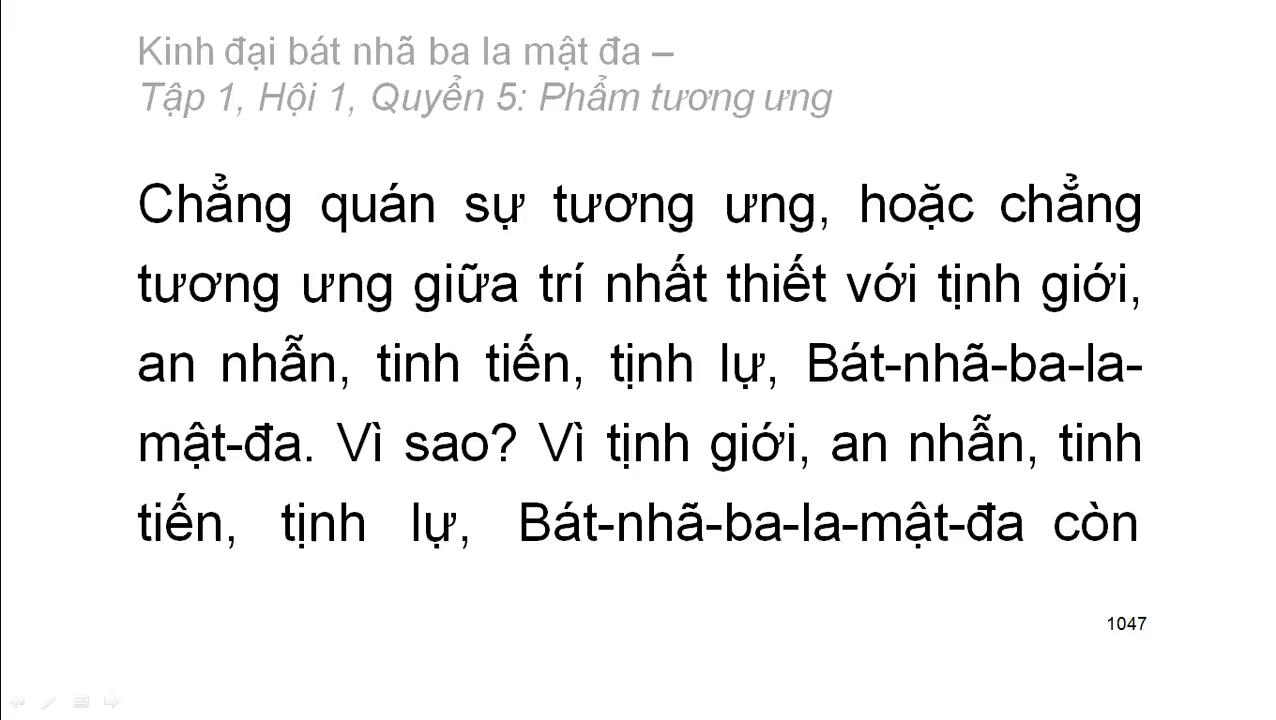 Kinh đại bát nhã ba la mật đa –
Tập 1, Hội 1, Quyển 5: Phẩm tương ưng
Chẳng quán sự tương ưng, hoặc chẳng
tương ưng giữa trí nhất thiết với tịnh giới,
an nhẫn, tinh tiến, tịnh lự, Bát-nhã-ba-la-
mật-đa. Vì sao? Vì tịnh giới, an nhẫn, tinh
tiến, tịnh lự, Bát-nhã-ba-la-mật-đa còn
1047